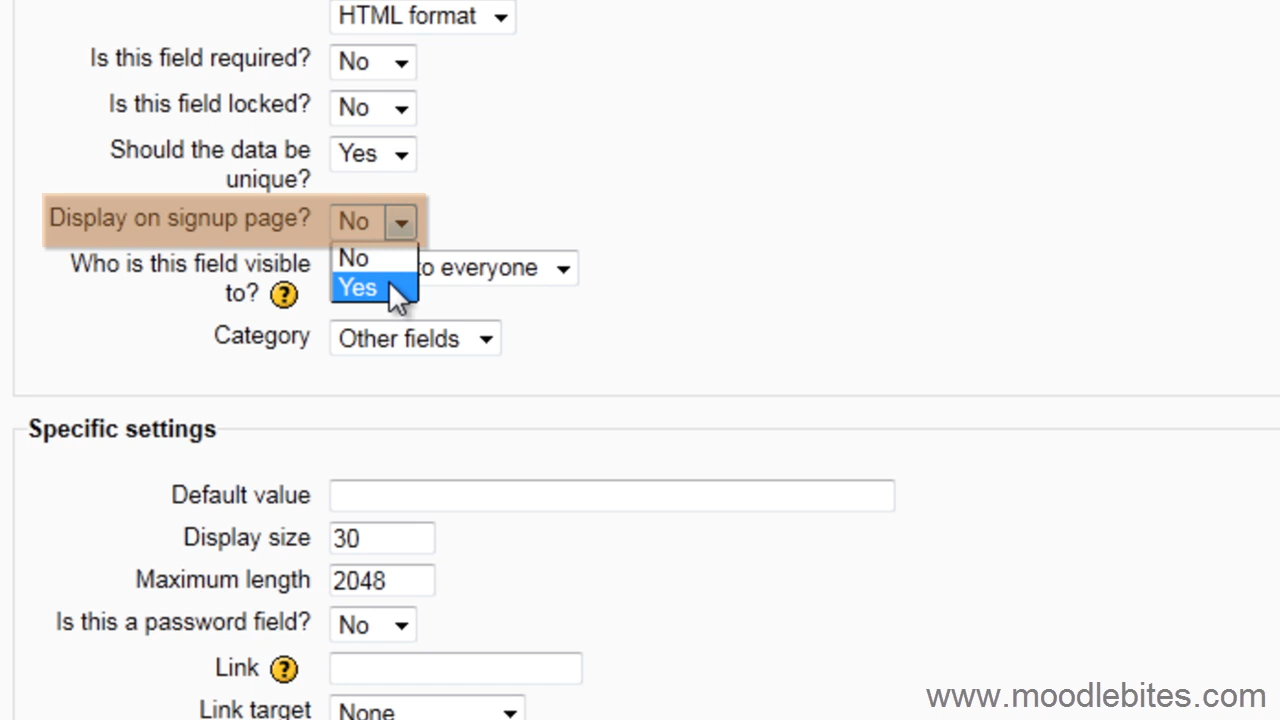 HTML format
Is this field required? No
Is this field locked? No
Should the data be Yes
unique?
Display on signup page? No
No
Who is this field visible to everyone
to? ? Yes
Category Other fields
Specific settings
Default value
Display size 30
Maximum length 2048
Is this a password field? No
Link ?
www.moodlebites.com
Link target None